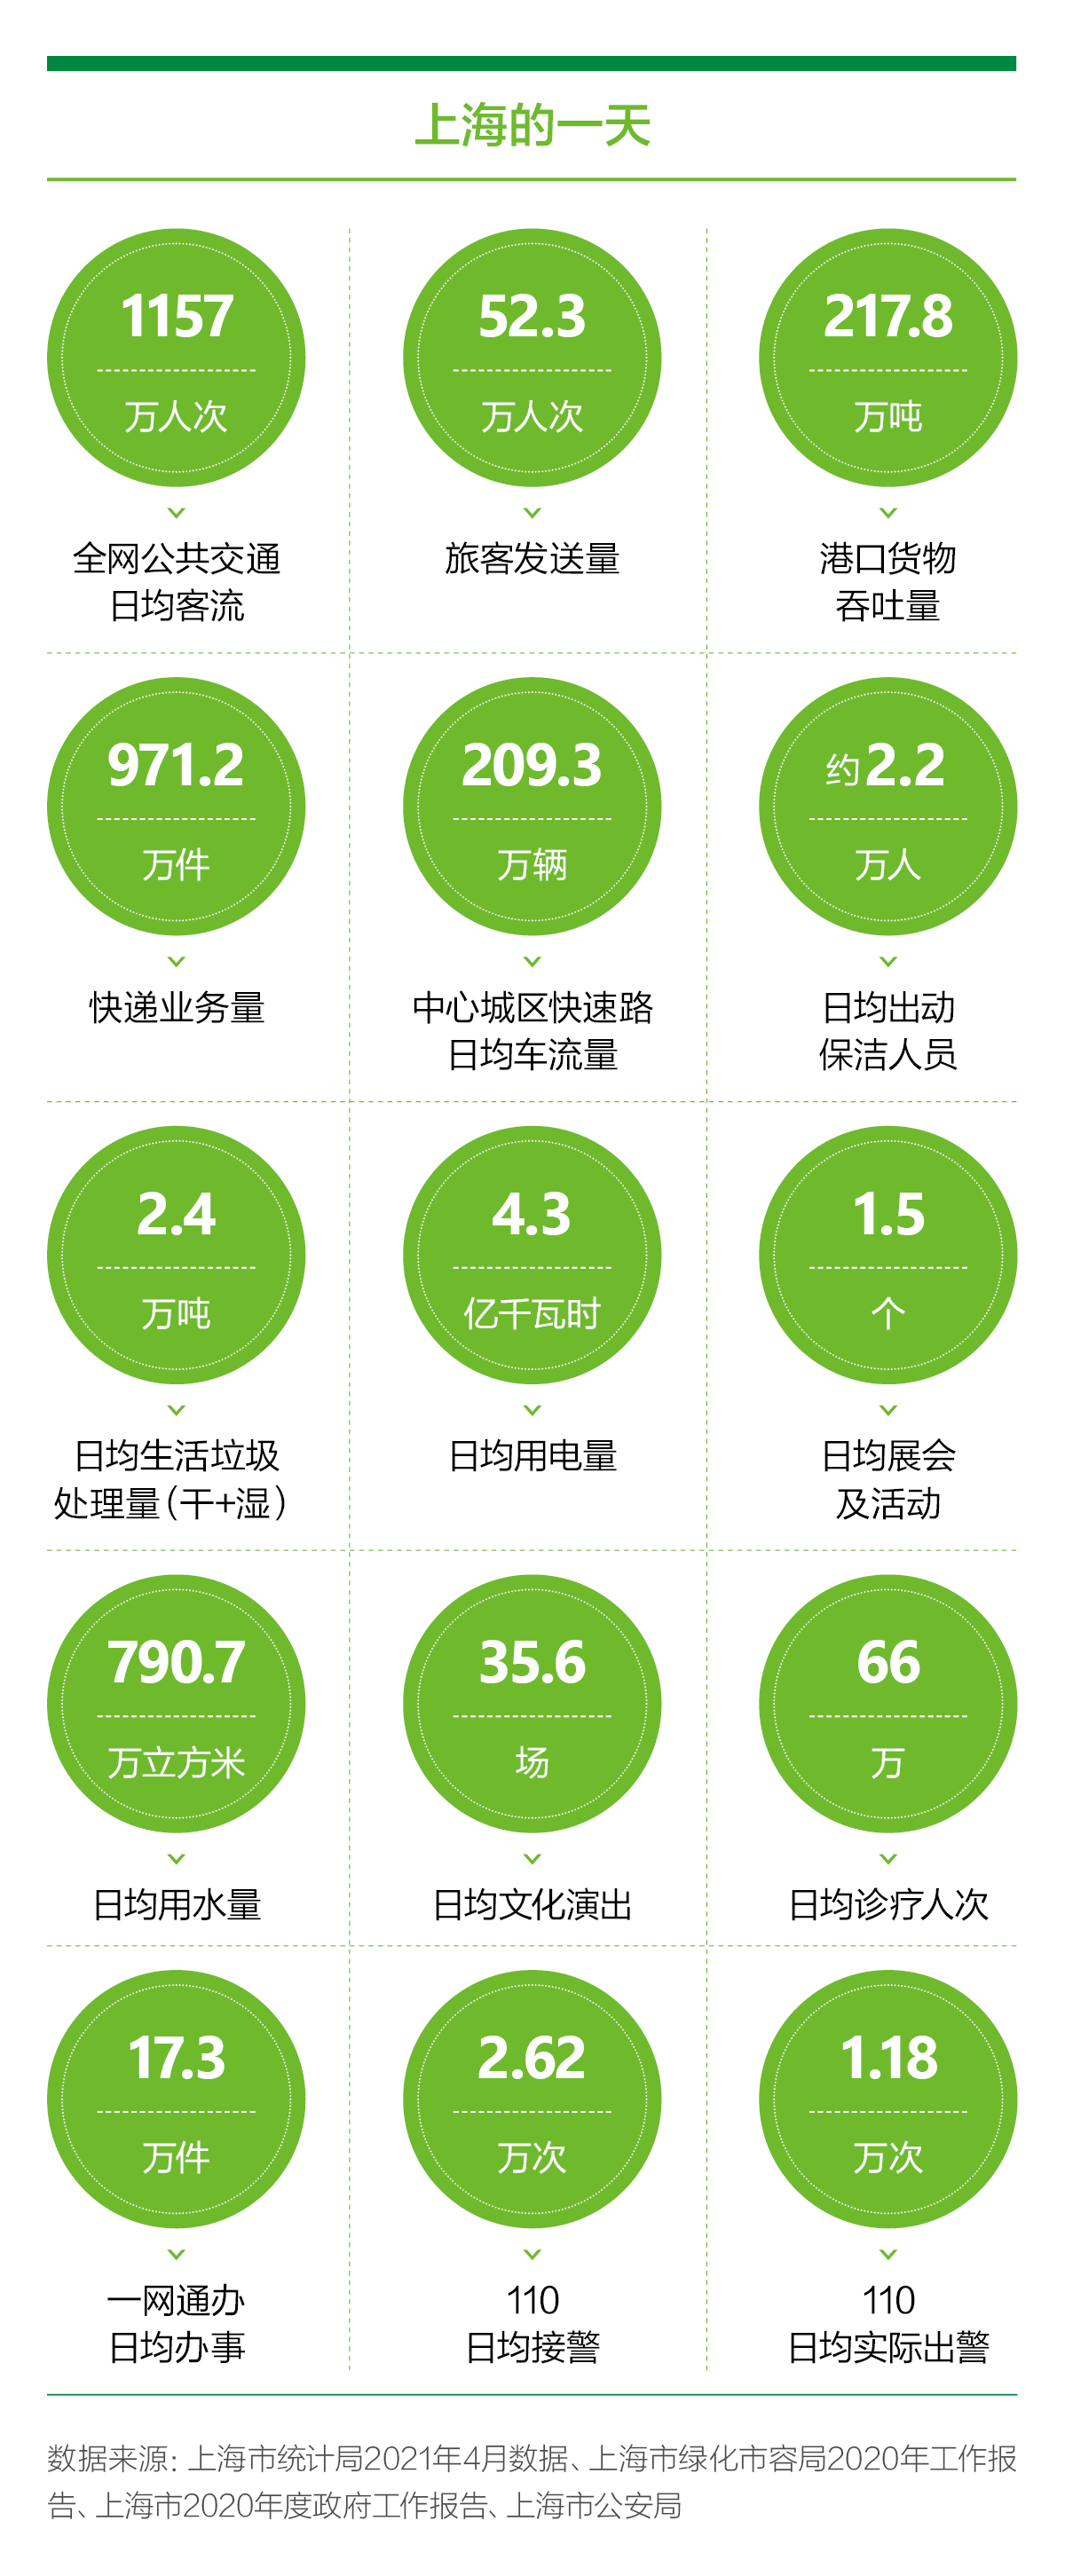 上海的一天
1157
万人次
全网公共交通
日均客流
52.3
万人次
旅客发送量
217.8
万吨
港口货物
吞吐量
971.2
万件
快递业务量
209.3
万辆
中心城区快速路
日均车流量
约2.2
万人
日均出动
保洁人员
2.4
万吨
日均生活垃圾
处理量(干+湿)
4.3
亿千瓦时
日均用电量
1.5
个
日均展会
及活动
790.7
万立方米
日均用水量
35.6
场
日均文化演出
66
万
日均诊疗人次
17.3
万件
一网通办
日均办事
2.62
万次
110
日均接警
1.18
万次
110
日均实际出警
数据来源：上海市统计局2021年4月数据、上海市绿化市容局2020年工作报
告、上海市2020年度政府工作报告、上海市公安局